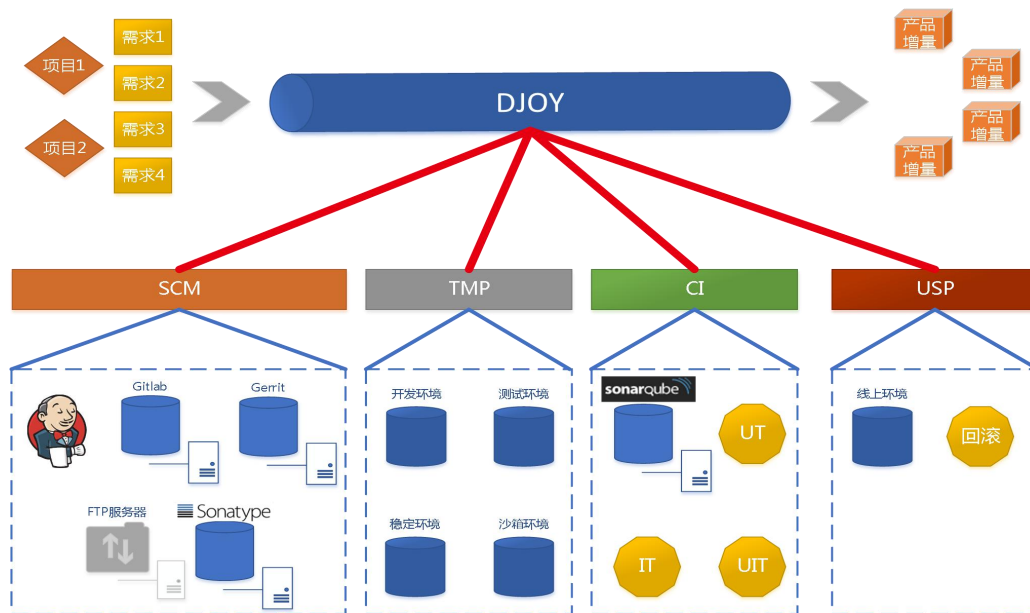 项目1
需求1
需求2
项目2
需求3
需求4
DJOY
产品
增量
产品
增量
产品
增量
产品
增量
SCM
TMP
CI
USP
Gitlab
Gerrit
FTP服务器
Sonatype
开发环境
测试环境
稳定环境
沙箱环境
sonarqube
UT
IT
UIT
线上环境
回滚